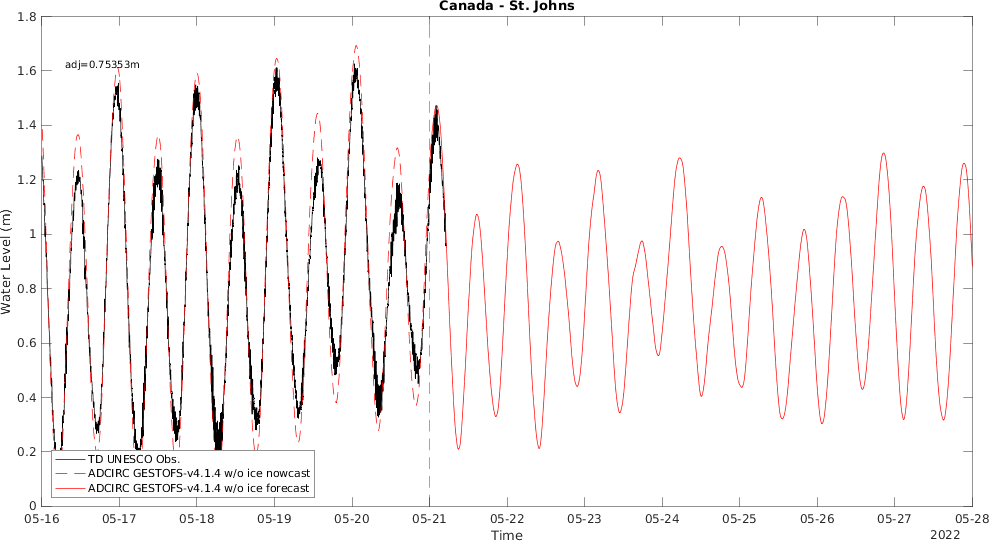 Canada - St. Johns
1.8
1.6
1.4
1.2
1
0.8
0.6
0.4
0.2
0
Water Level (m)
adj=0.75353m
TD UNESCO Obs.
ADCIRC GESTOFS-v4.1.4 w/o ice nowcast
ADCIRC GESTOFS-v4.1.4 w/o ice forecast
05-16 05-17 05-18 05-19 05-20 05-21 05-22 05-23 05-24 05-25 05-26 05-27 05-28
Time
2022